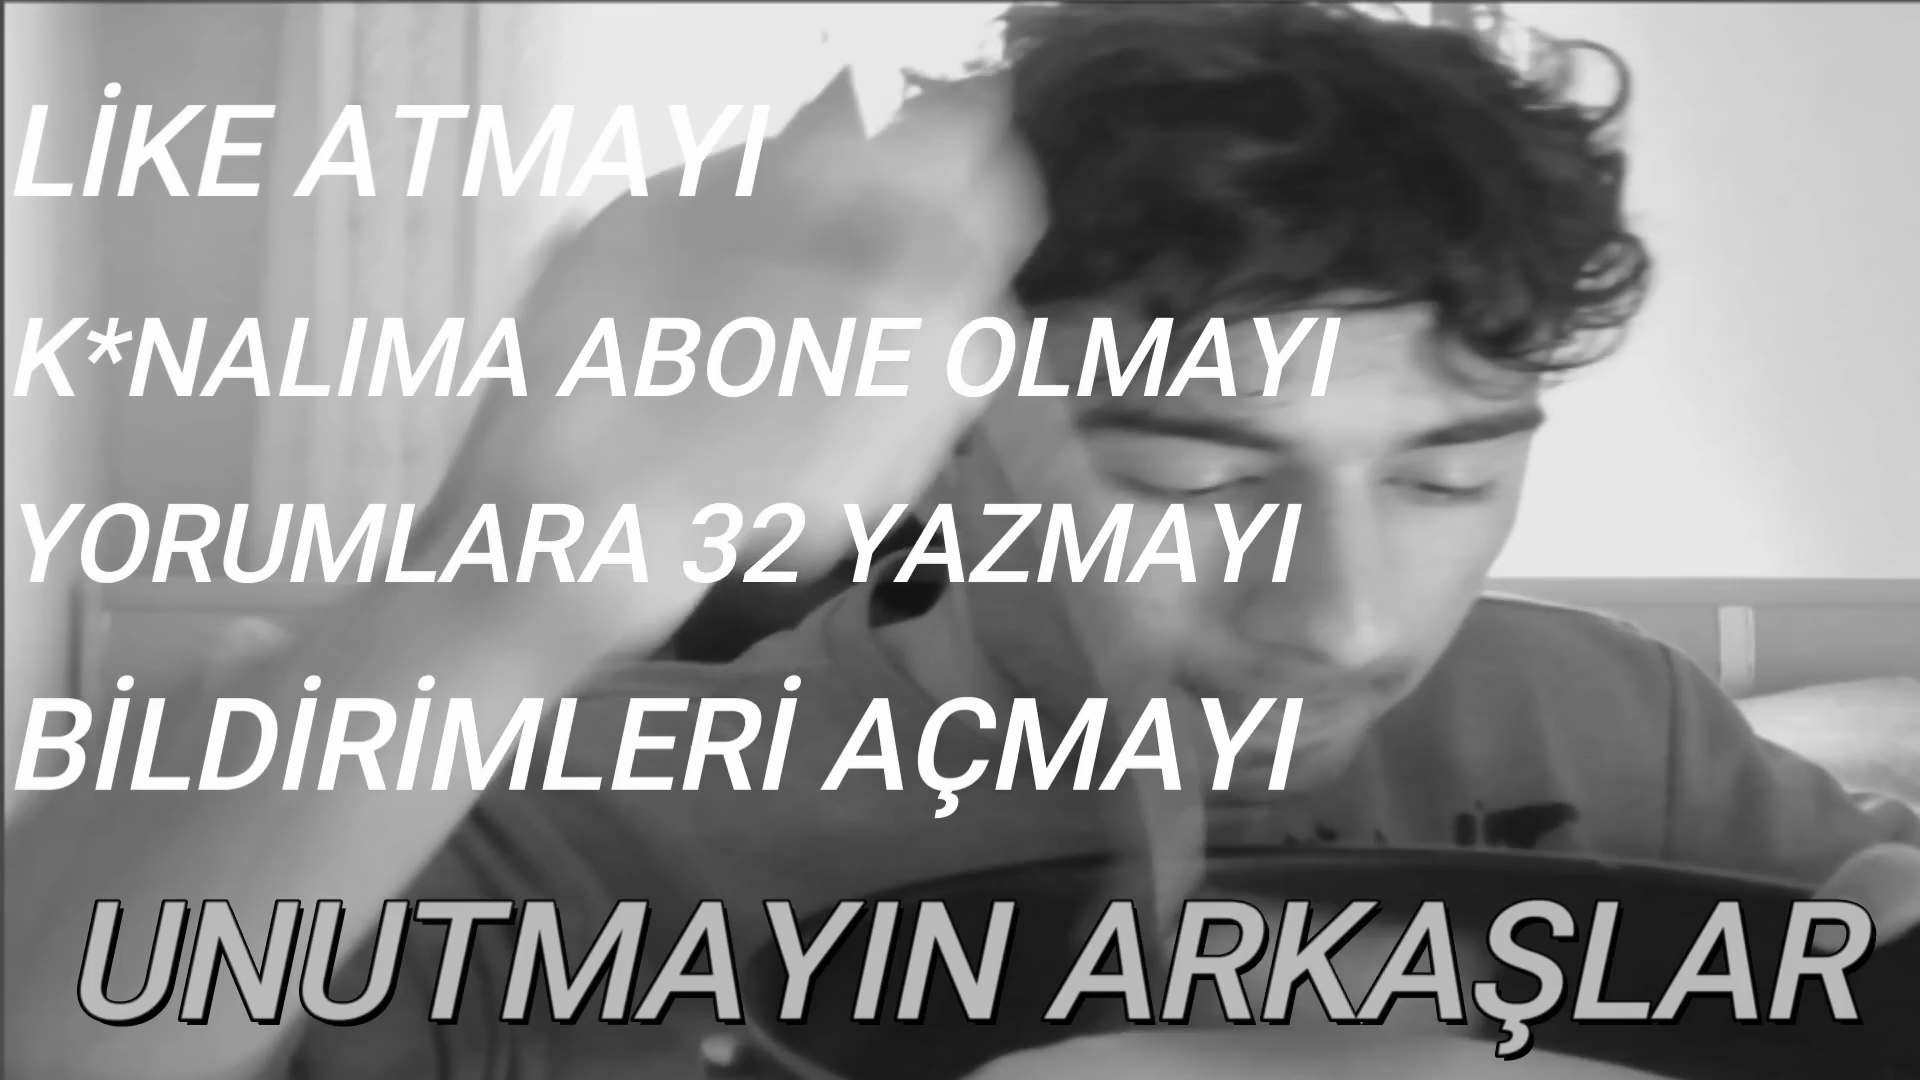 LİKE ATMAYI
K*NALIMA ABONE OLMAYI
YORUMLARA 32 YAZMAYI
BİLDİRİMLERİ AÇMAYI
UNUTMAYIN ARKAŞLAR